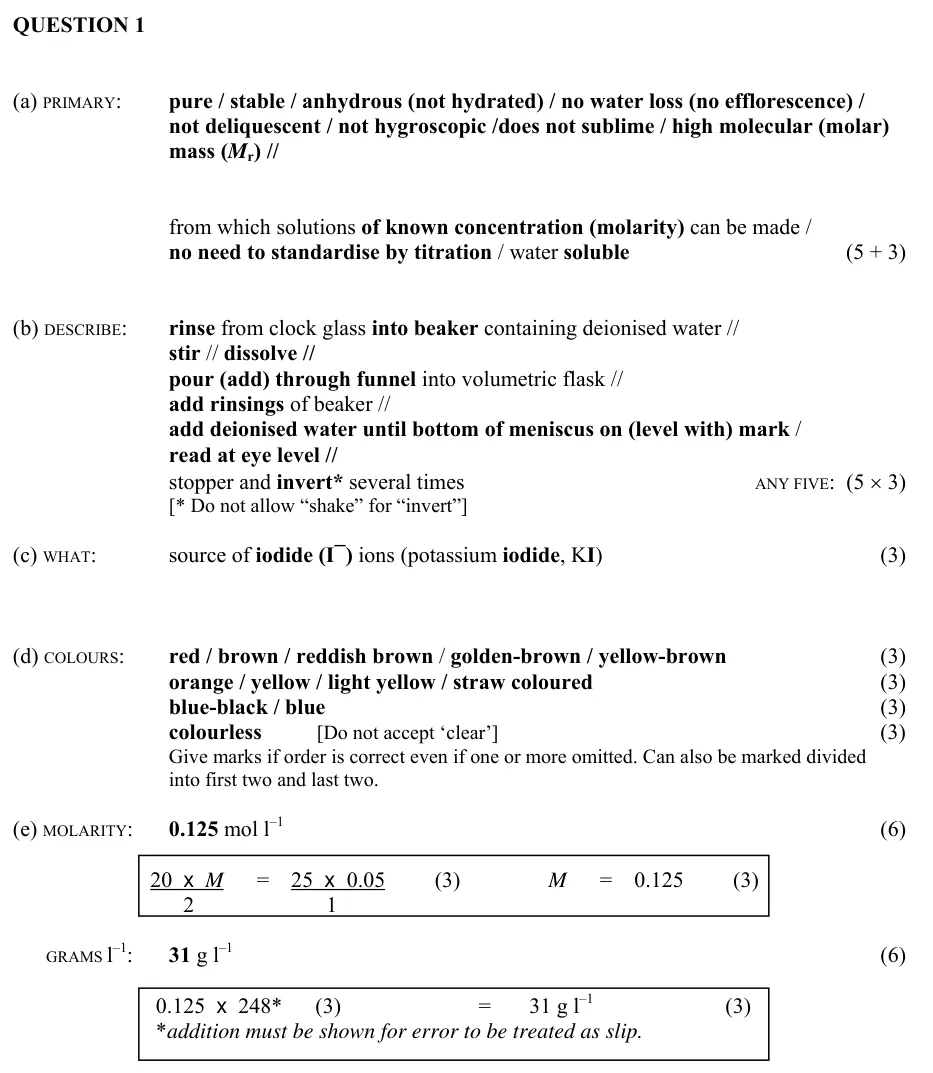 QUESTION 1
(a) PRIMARY: pure / stable / anhydrous (not hydrated) / no water loss (no efflorescence) /
not deliquescent / not hygroscopic /does not sublime / high molecular (molar)
mass (Mr) //
from which solutions of known concentration (molarity) can be made /
no need to standardise by titration / water soluble (5 + 3)
(b) DESCRIBE: rinse from clock glass into beaker containing deionised water //
stir // dissolve //
pour (add) through funnel into volumetric flask //
add rinsings of beaker //
add deionised water until bottom of meniscus on (level with) mark /
read at eye level //
stopper and invert* several times ANY FIVE: (5 × 3)
[* Do not allow “shake” for “invert”]
(c) WHAT: source of iodide (I¯) ions (potassium iodide, KI) (3)
(d) COLOURS: red / brown / reddish brown / golden-brown / yellow-brown (3)
orange / yellow / light yellow / straw coloured (3)
blue-black / blue (3)
colourless [Do not accept ‘clear’] (3)
Give marks if order is correct even if one or more omitted. Can also be marked divided
into first two and last two.
(e) MOLARITY: 0.125 mol l⁻¹ (6)
20 x M = 25 x 0.05 (3) M = 0.125 (3)
2 1
GRAMS l⁻¹: 31 g l⁻¹ (6)
0.125 x 248* (3) = 31 g l⁻¹ (3)
*addition must be shown for error to be treated as slip.